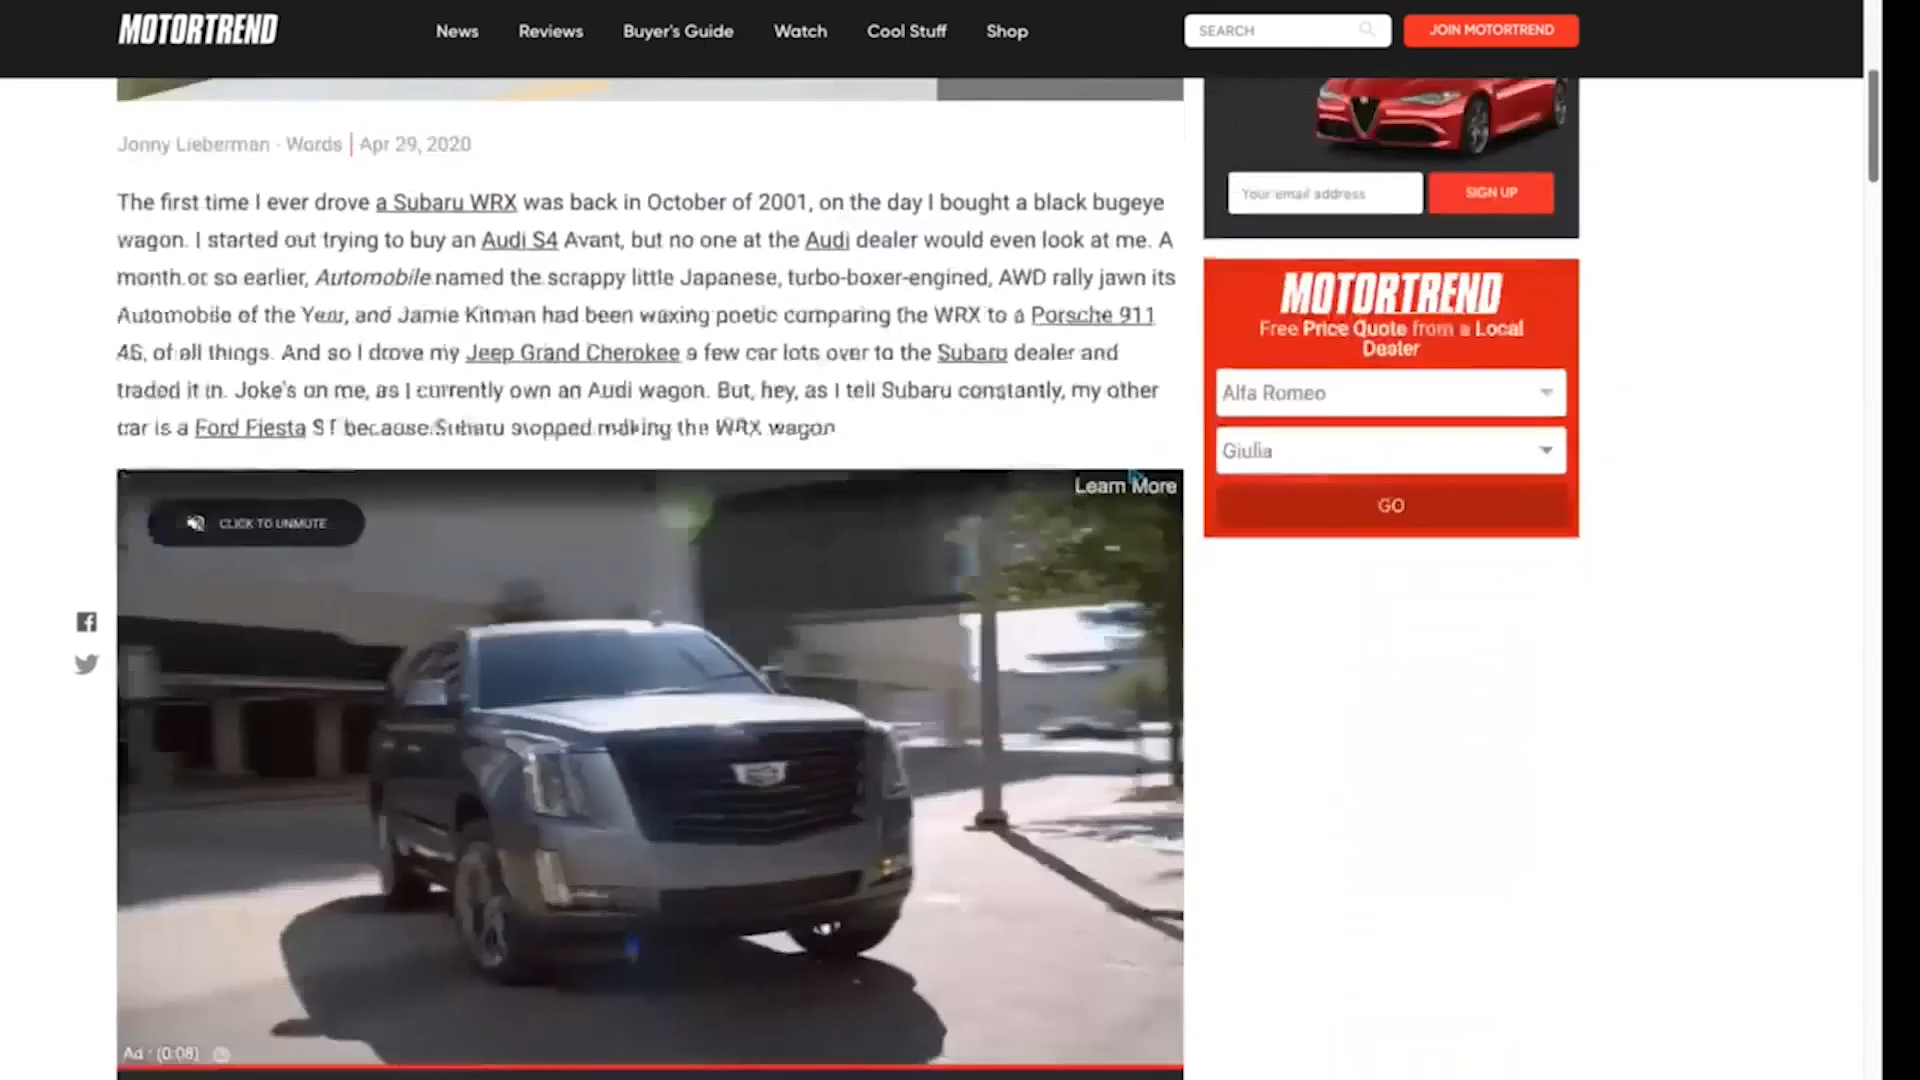 MOTORTREND
News Reviews Buyer's Guide Watch Cool Stuff Shop
SEARCH
JOIN MOTORTREND
Jonny Lieberman - Words | Apr 29, 2020
The first time I ever drove a Subaru WRX was back in October of 2001, on the day I bought a black bugeye
wagon. I started out trying to buy an Audi S4 Avant, but no one at the Audi dealer would even look at me. A
month or so earlier, Automobile named the scrappy little Japanese, turbo-boxer-engined, AWD rally jawn its
Automobile of the Year, and Jamie Kitman had been waxing poetic comparing the WRX to a Porsche 911
4S, of all things. And so I drove my Jeep Grand Cherokee a few car lots over to the Subaru dealer and
traded it in. Joke's on me, as I currently own an Audi wagon. But, hey, as I tell Subaru constantly, my other
car is a Ford Fiesta ST because Subaru stopped making the WRX wagon
Learn More
CLICK TO UNMUTE
Ad : (0:08)
Your email address
SIGN UP
MOTORTREND
Free Price Quote from a Local
Dealer
Alfa Romeo
Giulia
GO